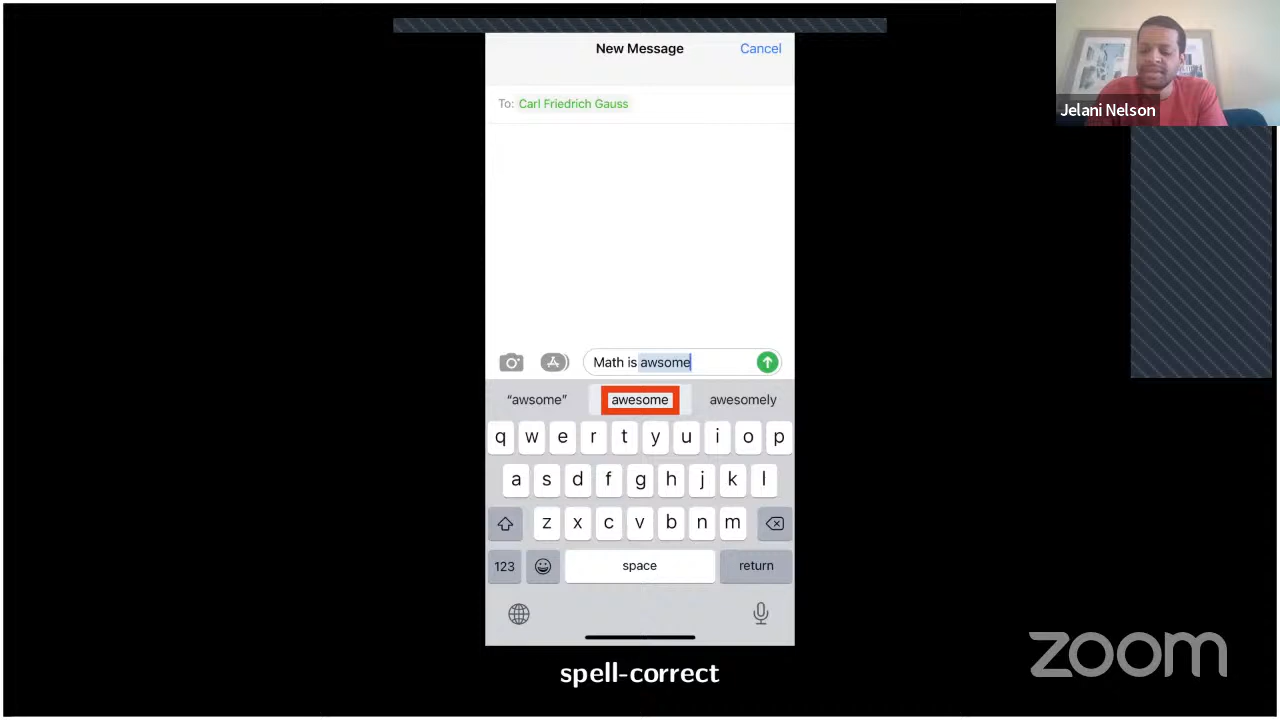 New Message Cancel
To: Carl Friedrich Gauss
Jelani Nelson
Math is awsome
“awsome” awesome awesomely
q w e r t y u i o p
a s d f g h j k l
z x c v b n m
123 space return
spell-correct
zoom